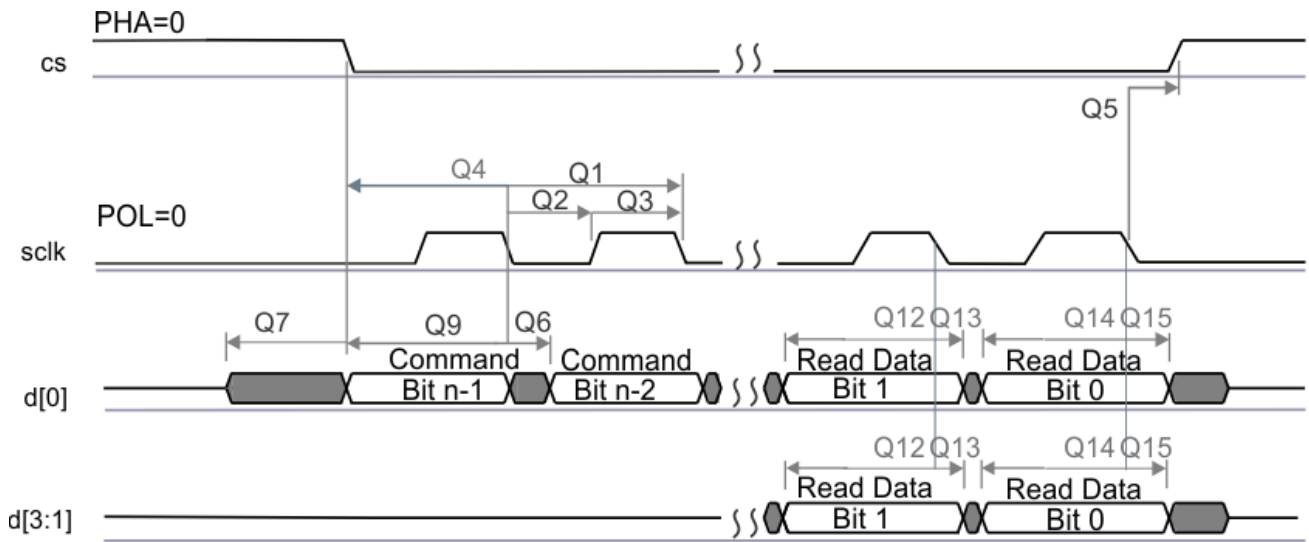 PHA=0
cs
Q5
Q4 Q1
Q2 Q3
POL=0
sclk
Q7 Q9 Q6 Q12 Q13 Q14 Q15
Command Command Read Data Read Data
d[0] Bit n-1 Bit n-2 Bit 1 Bit 0
Q12 Q13 Q14 Q15
Read Data Read Data
d[3:1] Bit 1 Bit 0